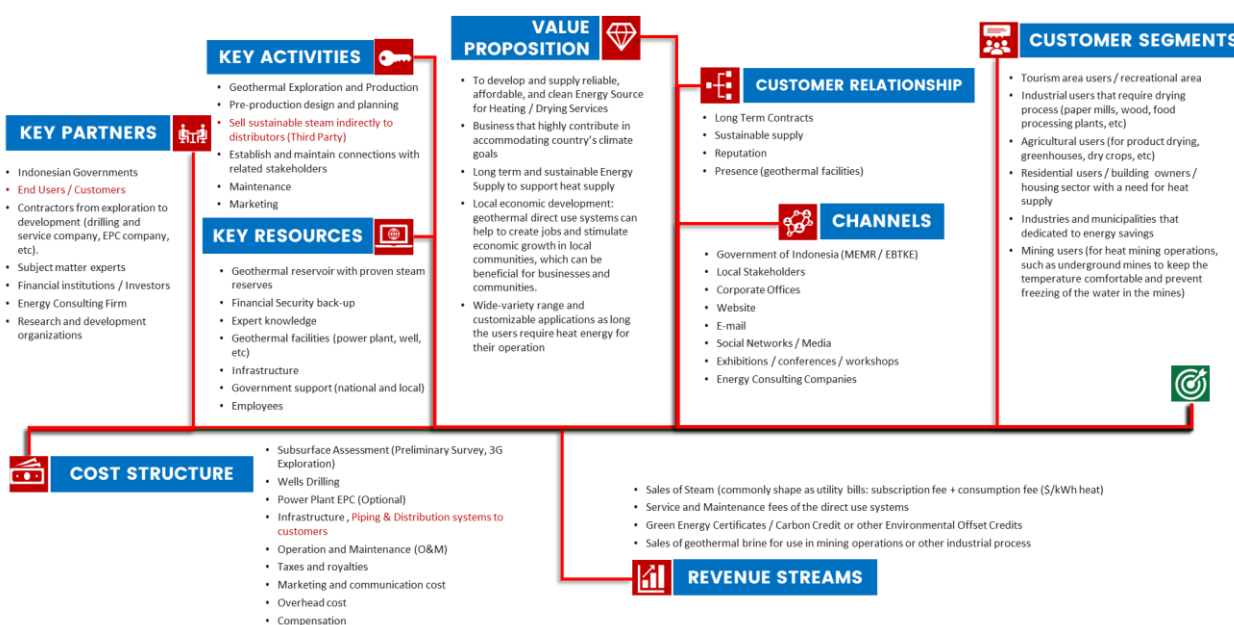 KEY PARTNERS
• Indonesian Governments
• End Users / Customers
• Contractors from exploration to
development (drilling and
service company, EPC company,
etc).
• Subject matter experts
• Financial institutions / Investors
• Energy Consulting Firm
• Research and development
organizations
KEY ACTIVITIES
• Geothermal Exploration and Production
• Pre-production design and planning
• Sell sustainable steam indirectly to
distributors (Third Party)
• Establish and maintain connections with
related stakeholders
• Maintenance
• Marketing
KEY RESOURCES
• Geothermal reservoir with proven steam
reserves
• Financial Security back-up
• Expert knowledge
• Geothermal facilities (power plant, well,
etc)
• Infrastructure
• Government support (national and local)
• Employees
VALUE
PROPOSITION
• To develop and supply reliable,
affordable, and clean Energy Source
for Heating / Drying Services
• Business that highly contribute in
accommodating country's climate
goals
• Long term and sustainable Energy
Supply to support heat supply
• Local economic development:
geothermal direct use systems can
help to create jobs and stimulate
economic growth in local
communities, which can be
beneficial for businesses and
communities.
• Wide-variety range and
customizable applications as long
the users require heat energy for
their operation
CUSTOMER RELATIONSHIP
• Long Term Contracts
• Sustainable supply
• Reputation
• Presence (geothermal facilities)
CHANNELS
• Government of Indonesia (MEMR / EBTKE)
• Local Stakeholders
• Corporate Offices
• Website
• E-mail
• Social Networks / Media
• Exhibitions / conferences / workshops
• Energy Consulting Companies
CUSTOMER SEGMENTS
• Tourism area users / recreational area
• Industrial users that require drying
process (paper mills, wood, food
processing plants, etc)
• Agricultural users (for product drying,
greenhouses, dry crops, etc)
• Residential users / building owners /
housing sector with a need for heat
supply
• Industries and municipalities that
dedicated to energy savings
• Mining users (for heat mining operations,
such as underground mines to keep the
temperature comfortable and prevent
freezing of the water in the mines)
COST STRUCTURE
• Subsurface Assessment (Preliminary Survey, 3G
Exploration)
• Wells Drilling
• Power Plant EPC (Optional)
• Infrastructure , Piping & Distribution systems to
customers
• Operation and Maintenance (O&M)
• Taxes and royalties
• Marketing and communication cost
• Overhead cost
• Compensation
• Sales of Steam (commonly shape as utility bills: subscription fee + consumption fee ($/kWh heat)
• Service and Maintenance fees of the direct use systems
• Green Energy Certificates / Carbon Credit or other Environmental Offset Credits
• Sales of geothermal brine for use in mining operations or other industrial process
REVENUE STREAMS